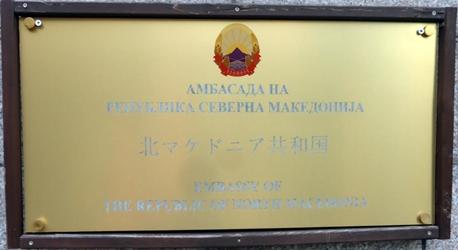 АМБАСАДА НА
РЕПУБЛИКА СЕВЕРНА МАКЕДОНИЈА
北マケドニア共和国
EMBASSY OF
THE REPUBLIC OF NORTH MACEDONIA